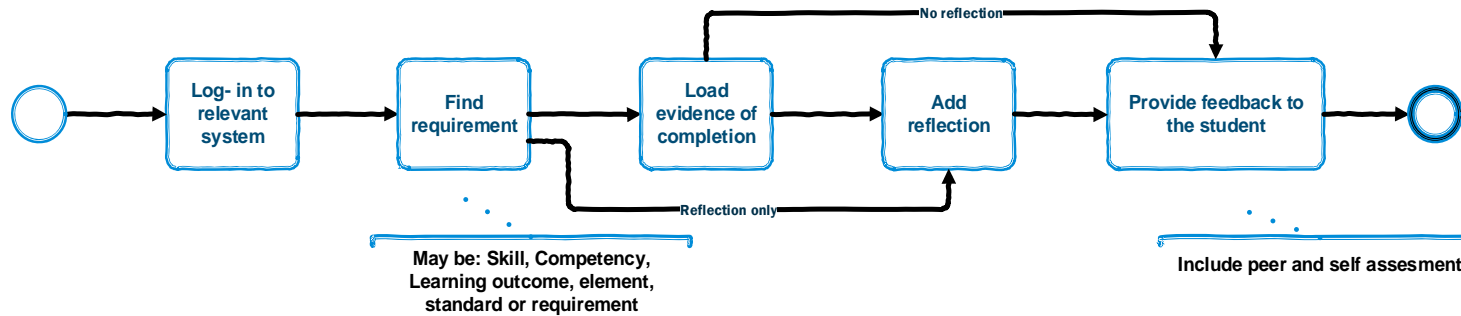 No reflection
Log- in to
relevant
system
Find
requirement
Load
evidence of
completion
Add
reflection
Provide feedback to
the student
Reflection only
May be: Skill, Competency,
Learning outcome, element,
standard or requirement
Include peer and self assesment